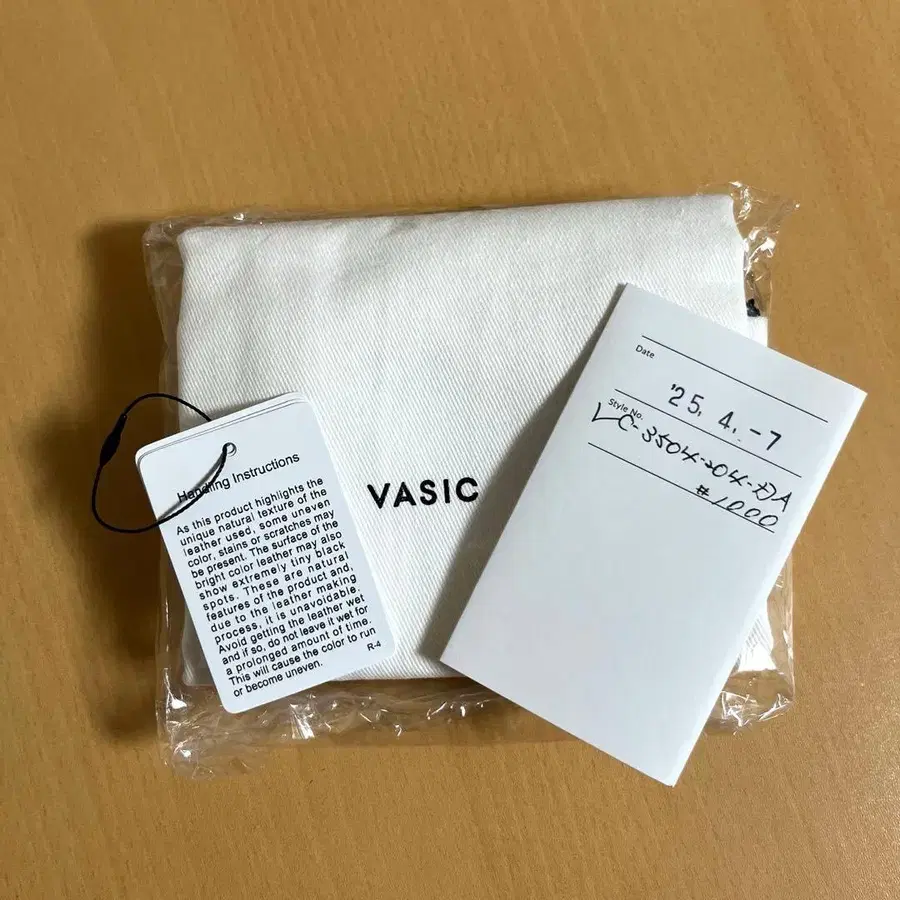 VASIC
Handling Instructions
As this product highlights the
unique natural texture of the
leather used, some uneven
color, stains or scratches may
be present. The surface of the
bright color leather may also
show extremely tiny black
spots. These are natural
features of the product and,
due to the leather making
process, it is unavoidable.
Avoid getting the leather wet
and if so, do not leave it wet for
a prolonged amount of time.
This will cause the color to run
or become uneven.
R-4
Date
'25. 4. -7
Style No.
#1000